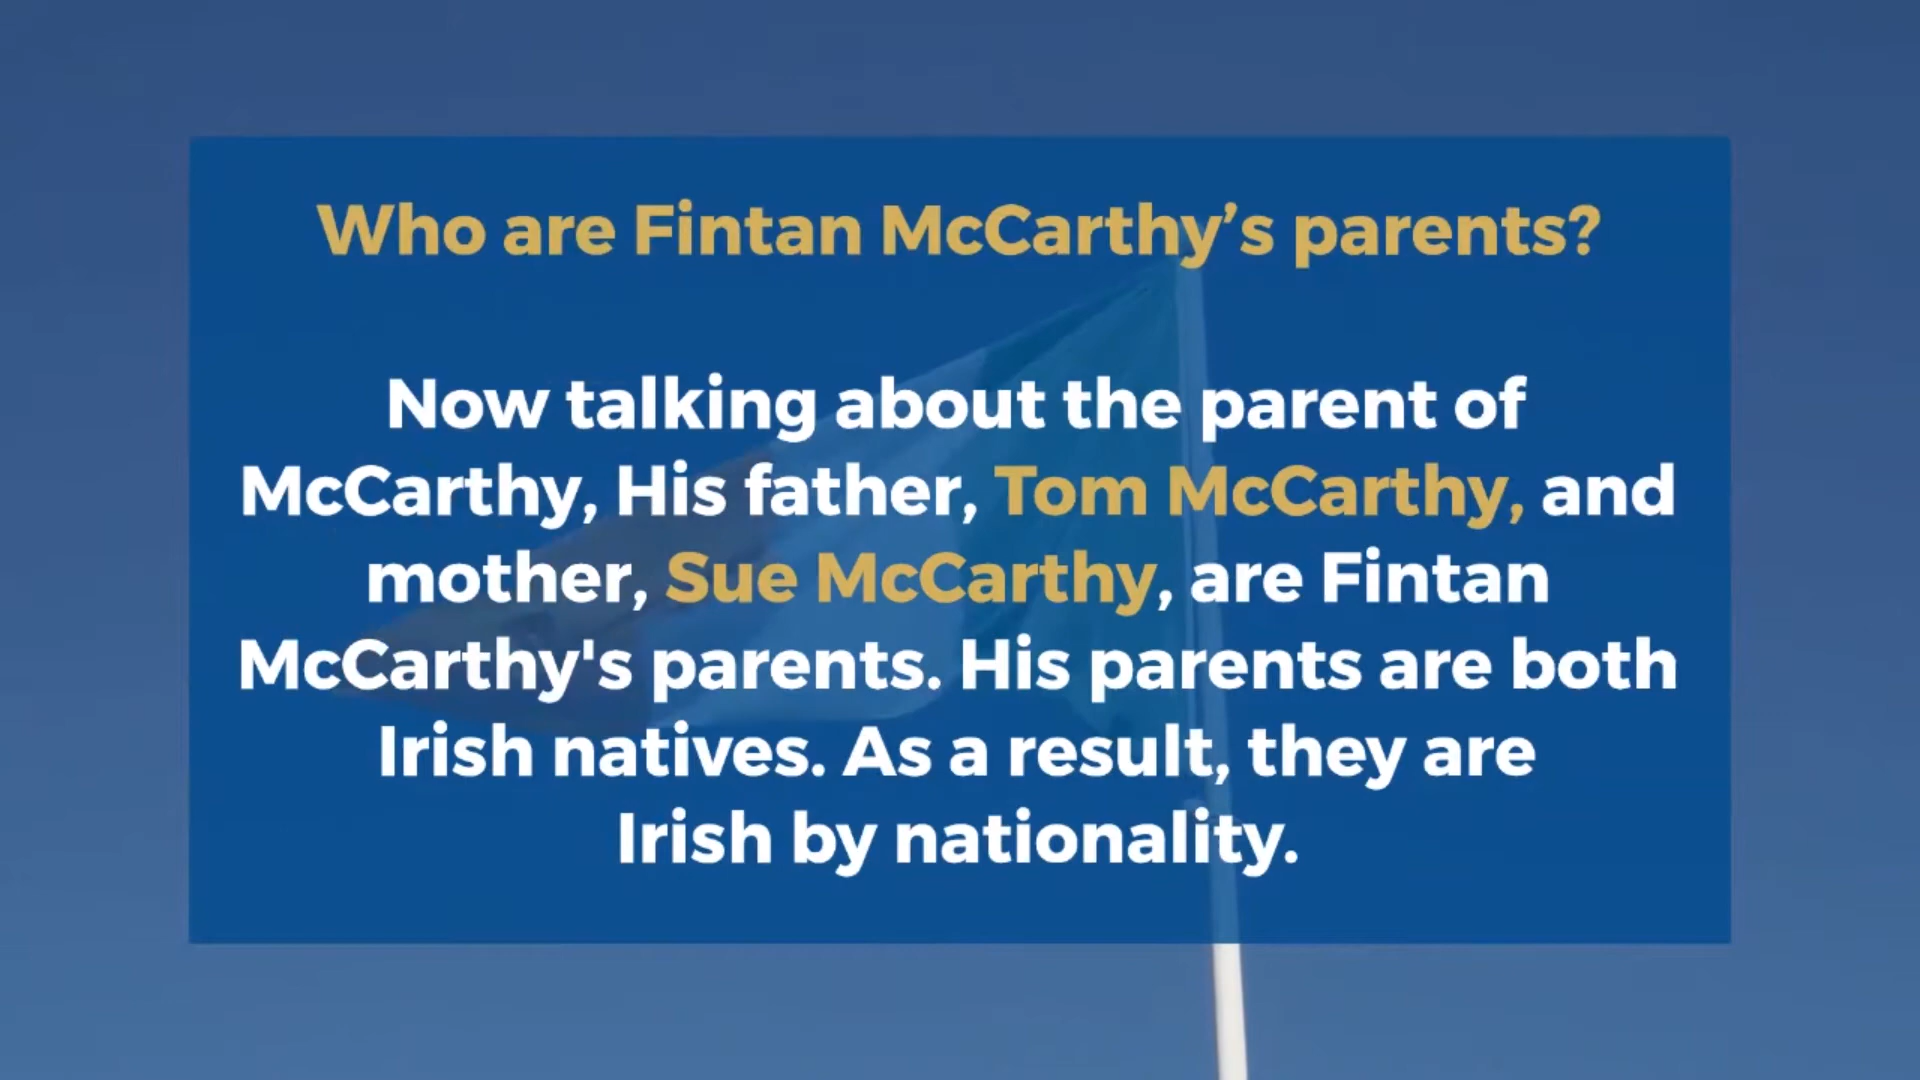 Who are Fintan McCarthy’s parents?
Now talking about the parent of
McCarthy, His father, Tom McCarthy, and
mother, Sue McCarthy, are Fintan
McCarthy's parents. His parents are both
Irish natives. As a result, they are
Irish by nationality.